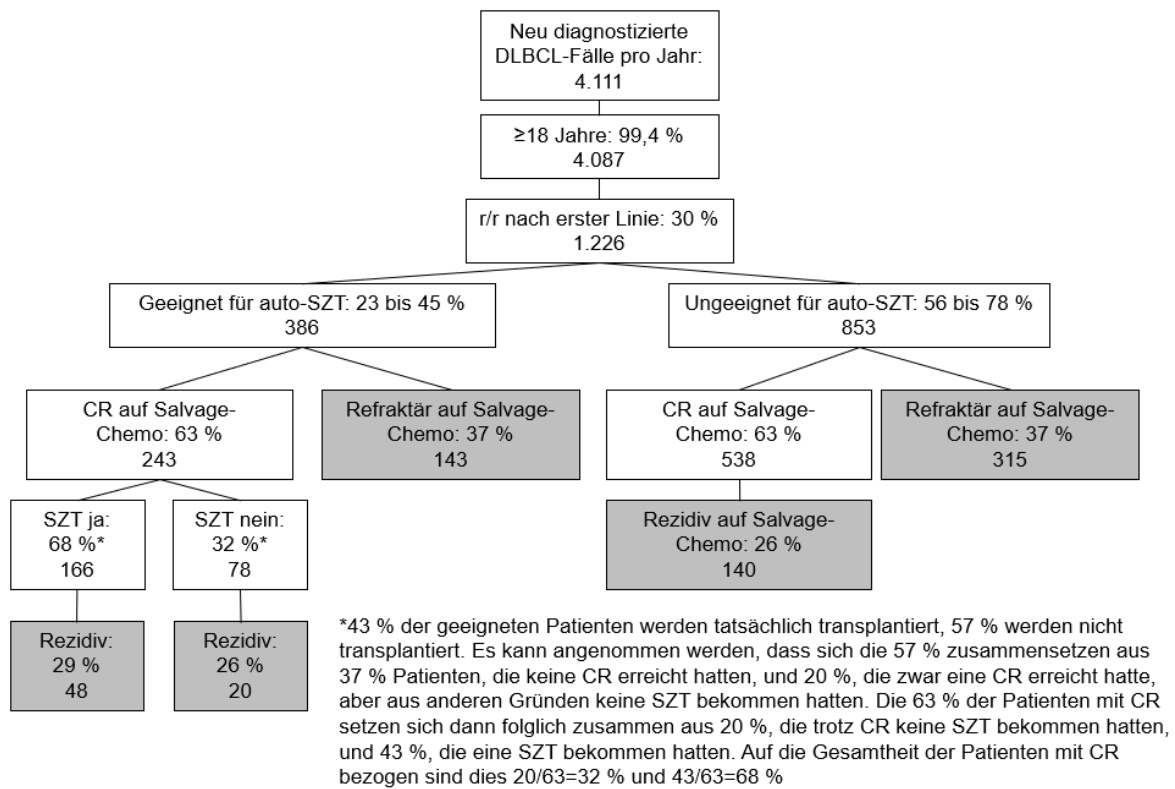 Neu diagnostizierte
DLBCL-Fälle pro Jahr:
4.111
≥18 Jahre: 99,4 %
4.087
r/r nach erster Linie: 30 %
1.226
Geeignet für auto-SZT: 23 bis 45 %
386
Ungeeignet für auto-SZT: 56 bis 78 %
853
CR auf Salvage-
Chemo: 63 %
243
Refraktär auf Salvage-
Chemo: 37 %
143
CR auf Salvage-
Chemo: 63 %
538
Refraktär auf Salvage-
Chemo: 37 %
315
SZT ja:
68 %*
166
SZT nein:
32 %*
78
Rezidiv auf Salvage-
Chemo: 26 %
140
Rezidiv:
29 %
48
Rezidiv:
26 %
20
*43 % der geeigneten Patienten werden tatsächlich transplantiert, 57 % werden nicht
transplantiert. Es kann angenommen werden, dass sich die 57 % zusammensetzen aus
37 % Patienten, die keine CR erreicht hatten, und 20 %, die zwar eine CR erreicht hatte,
aber aus anderen Gründen keine SZT bekommen hatten. Die 63 % der Patienten mit CR
setzen sich dann folglich zusammen aus 20 %, die trotz CR keine SZT bekommen hatten,
und 43 %, die eine SZT bekommen hatten. Auf die Gesamtheit der Patienten mit CR
bezogen sind dies 20/63=32 % und 43/63=68 %